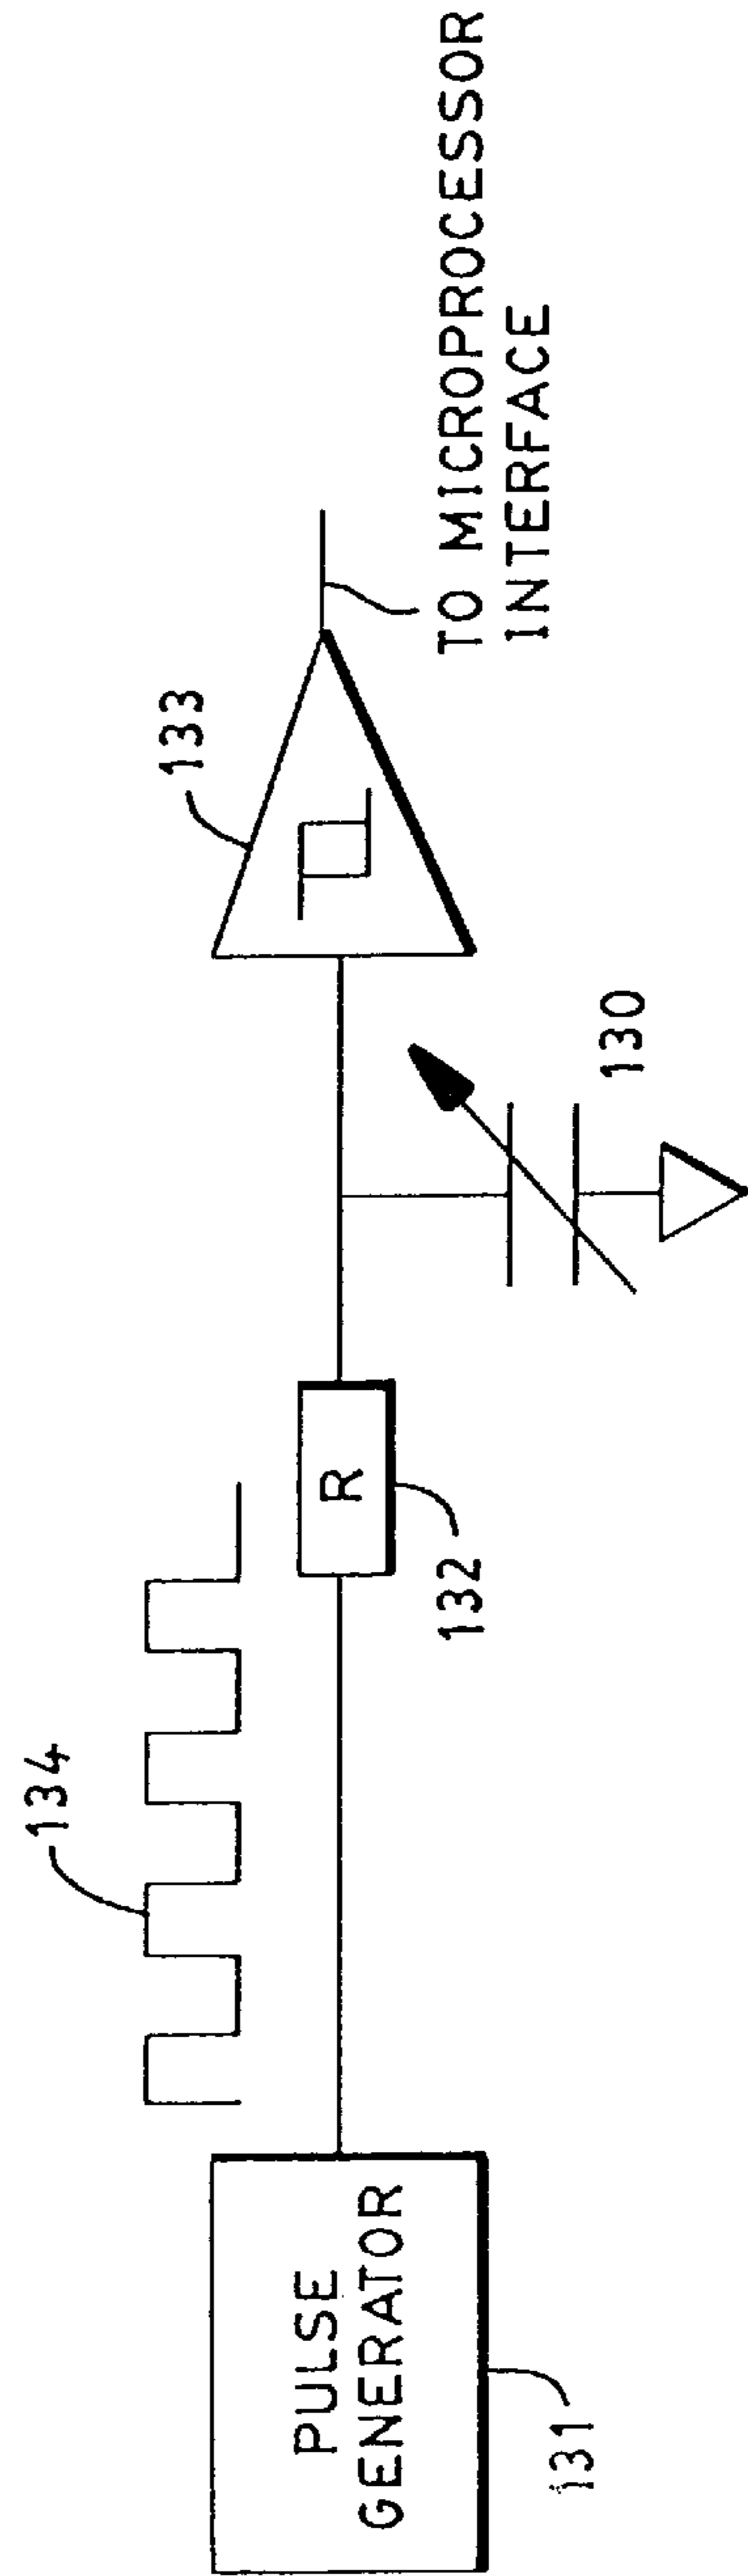 134
133
PULSE
GENERATOR
R
131
132
130
TO MICROPROCESSOR
INTERFACE